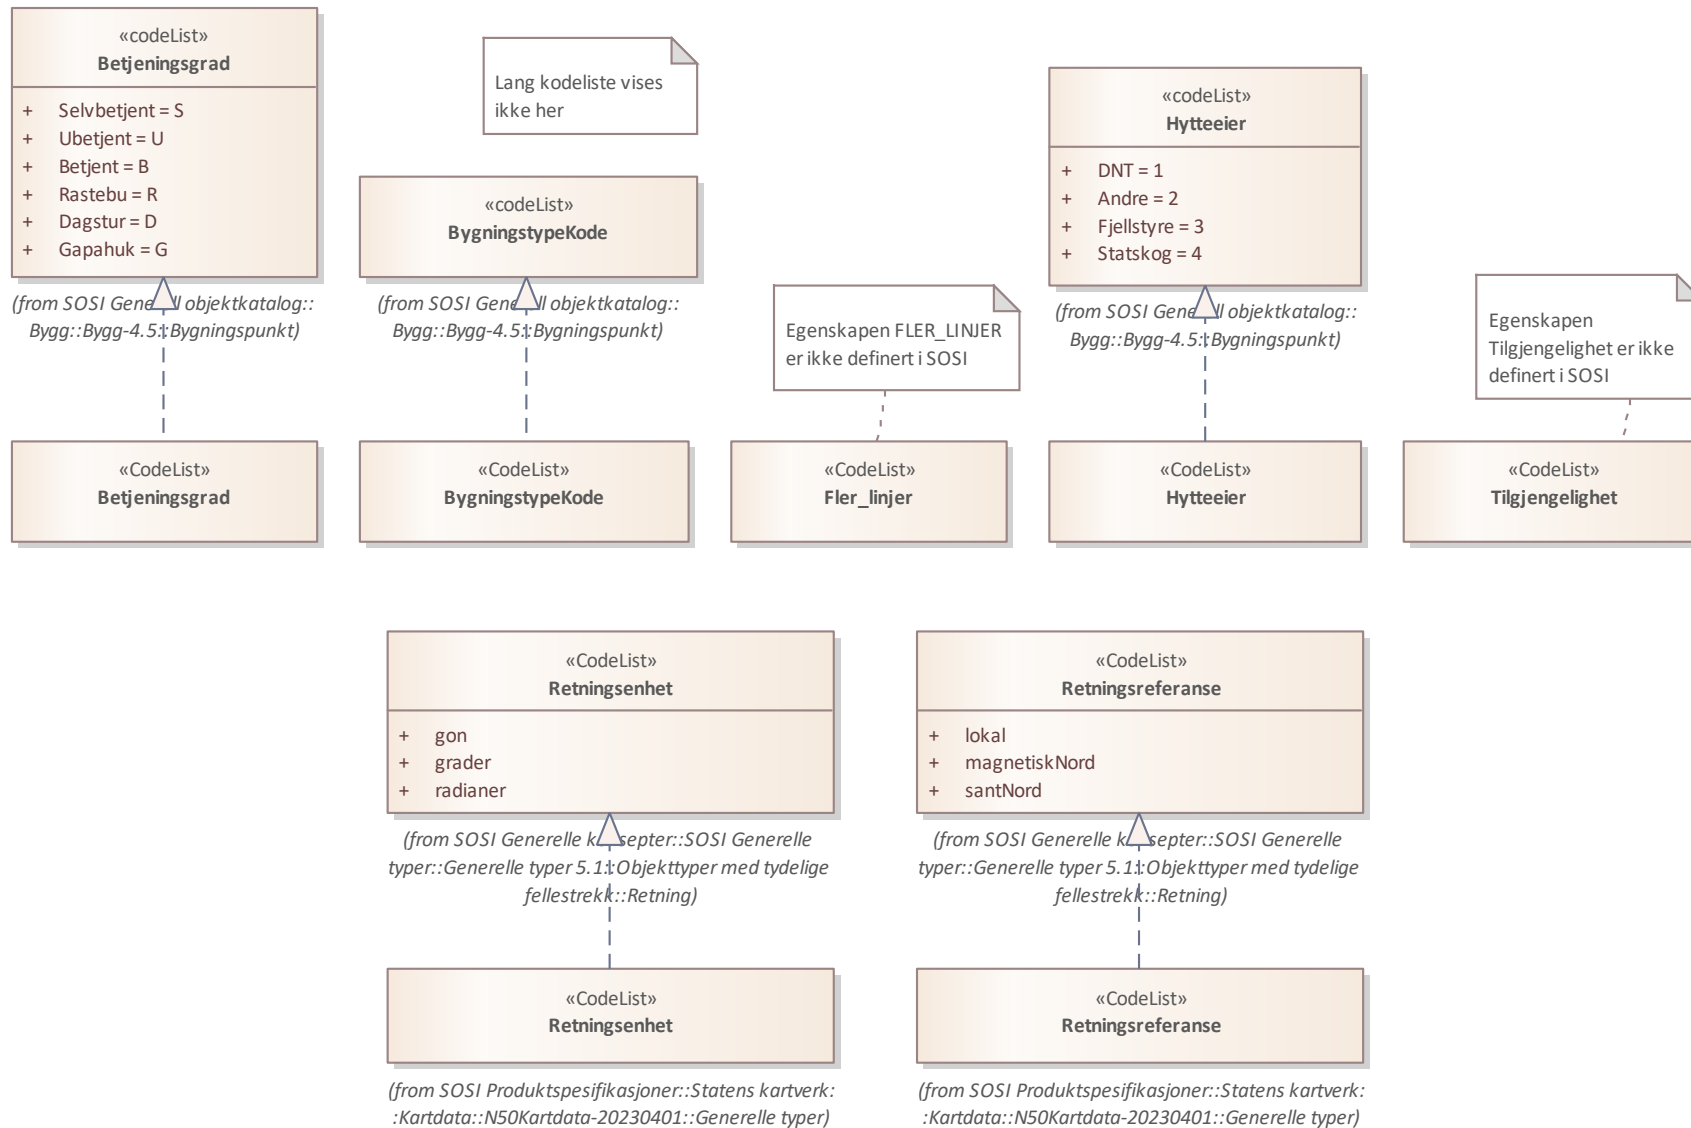 «codeList»
Betjeningsgrad
+ Selvbetjent = S
+ Ubetjent = U
+ Betjent = B
+ Rastebu = R
+ Dagstur = D
+ Gapahuk = G
(from SOSI Generell objektkatalog::
Bygg::Bygg-4.5::Bygningspunkt)
Lang kodeliste vises
ikke her
«codeList»
BygningstypeKode
(from SOSI Generell objektkatalog::
Bygg::Bygg-4.5::Bygningspunkt)
Egenskapen FLER_LINJER
er ikke definert i SOSI
«codeList»
Hytteeier
+ DNT = 1
+ Andre = 2
+ Fjellstyre = 3
+ Statskog = 4
(from SOSI Generell objektkatalog::
Bygg::Bygg-4.5::Bygningspunkt)
Egenskapen
Tilgjengelighet er ikke
definert i SOSI
«CodeList»
Betjeningsgrad
«CodeList»
BygningstypeKode
«CodeList»
Fler_linjer
«CodeList»
Hytteeier
«CodeList»
Tilgjengelighet
«CodeList»
Retningsenhet
+ gon
+ grader
+ radianer
(from SOSI Generelle konsepter::SOSI Generelle
typer::Generelle typer 5.1::Objekttyper med tydelige
fellestrekk::Retning)
«CodeList»
Retningsreferanse
+ lokal
+ magnetiskNord
+ santNord
(from SOSI Generelle konsepter::SOSI Generelle
typer::Generelle typer 5.1::Objekttyper med tydelige
fellestrekk::Retning)
«CodeList»
Retningsenhet
(from SOSI Produktspesifikasjoner::Statens kartverk:
:Kartdata::N50Kartdata-20230401::Generelle typer)
«CodeList»
Retningsreferanse
(from SOSI Produktspesifikasjoner::Statens kartverk:
:Kartdata::N50Kartdata-20230401::Generelle typer)